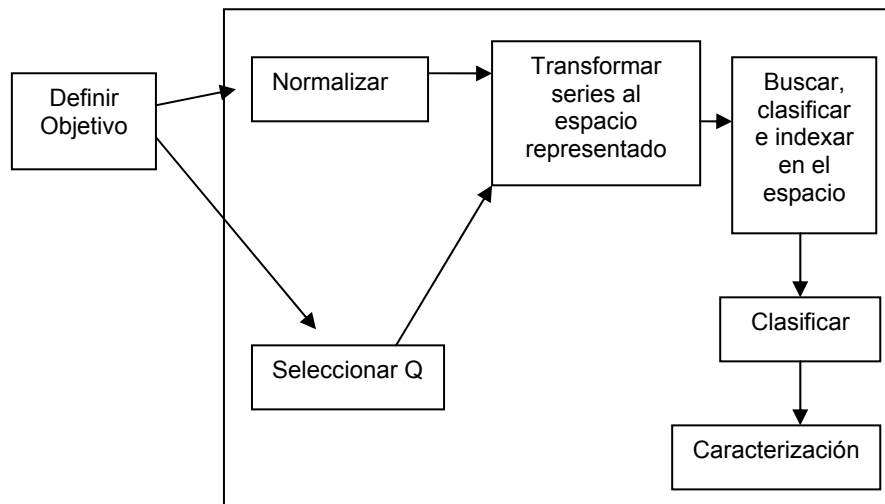 Definir
Objetivo
Normalizar
Transformar
series al
espacio
representado
Buscar,
clasificar
e indexar
en el
espacio
Seleccionar Q
Clasificar
Caracterización